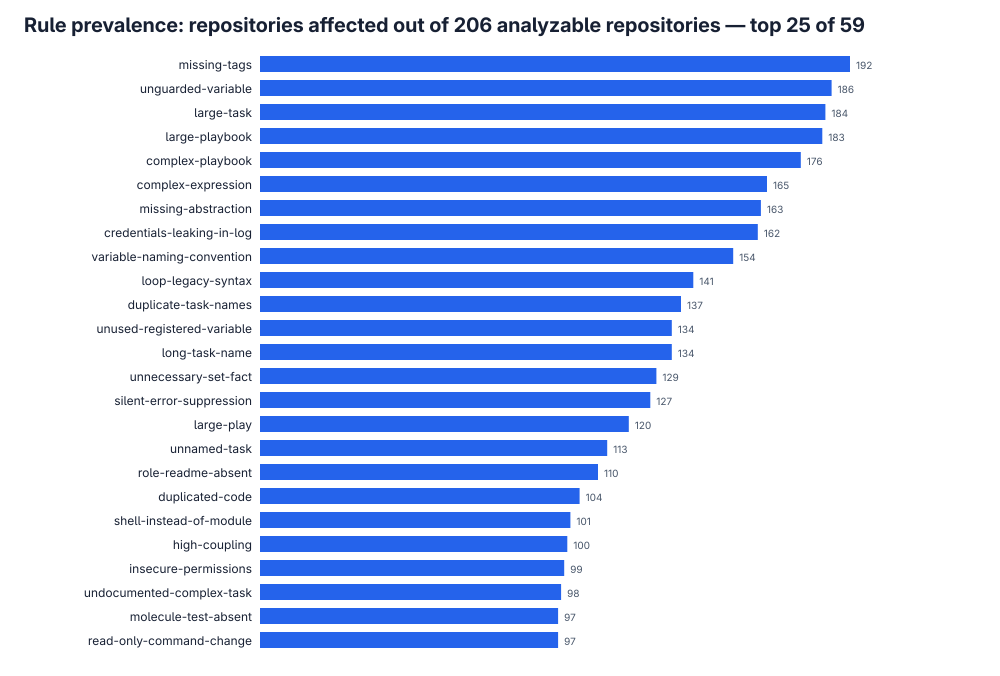 Rule prevalence: repositories affected out of 206 analyzable repositories — top 25 of 59
missing-tags 192
unguarded-variable 186
large-task 184
large-playbook 183
complex-playbook 176
complex-expression 165
missing-abstraction 163
credentials-leaking-in-log 162
variable-naming-convention 154
loop-legacy-syntax 141
duplicate-task-names 137
unused-registered-variable 134
long-task-name 134
unnecessary-set-fact 129
silent-error-suppression 127
large-play 120
unnamed-task 113
role-readme-absent 110
duplicated-code 104
shell-instead-of-module 101
high-coupling 100
insecure-permissions 99
undocumented-complex-task 98
molecule-test-absent 97
read-only-command-change 97